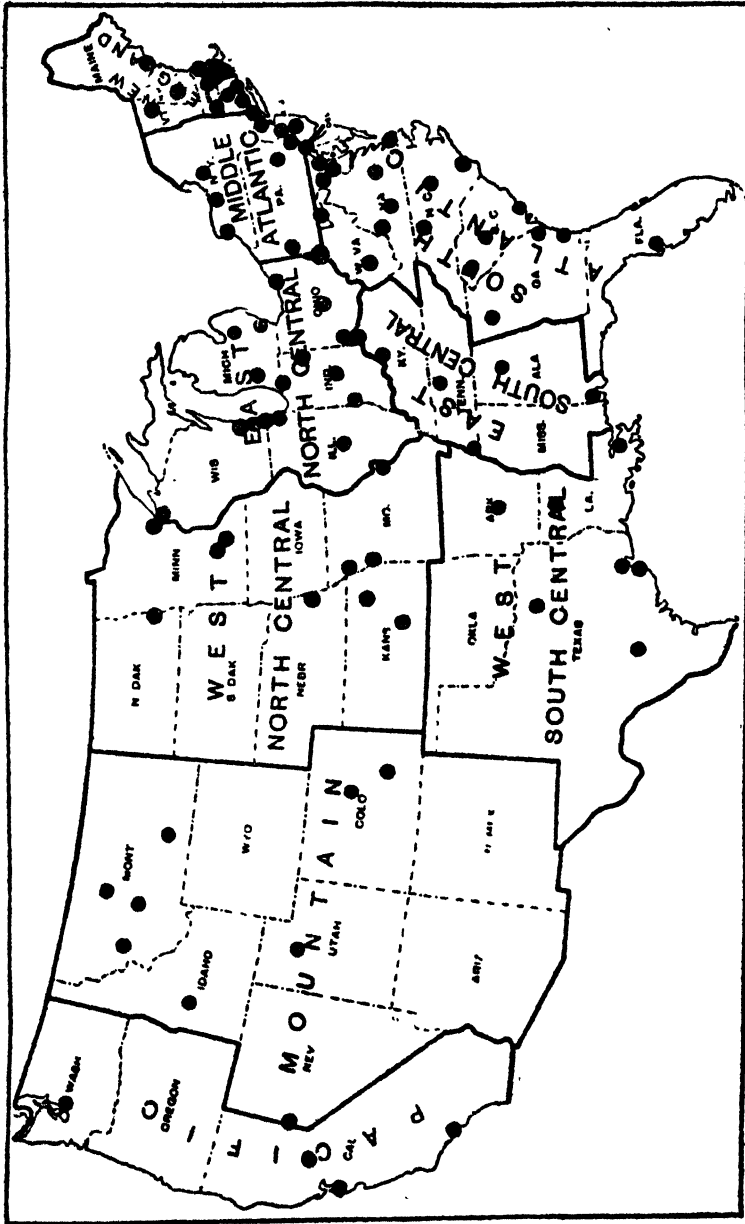 PACIFIC
WASH
OREGON
CAL
MOUNTAIN
MONT
IDAHO
WYO
NEV
UTAH
COLO
ARIZ
WEST
NORTH CENTRAL
N DAK
S DAK
NEBR
KANS
MINN
IOWA
MO.
WEST
SOUTH CENTRAL
OKLA
TEXAS
ARK
LA.
EAST
NORTH CENTRAL
WIS
MICH
ILL
IND
OHIO
EAST
SOUTH CENTRAL
KY.
TENN
MISS.
ALA
SOUTH ATLANTIC
W VA
VA
N C
S C
GA
FLA.
MIDDLE
ATLANTIC
N.Y.
PA.
NEW ENGLAND
MAINE
VT.